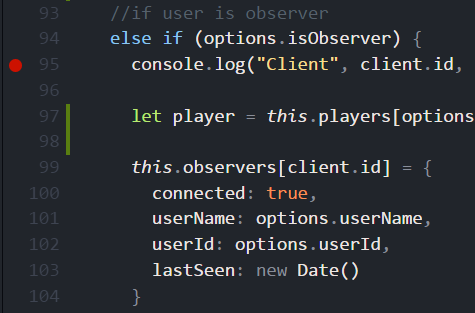 93 //if user is observer
94 else if (options.isObserver) {
95 console.log("Client", client.id,
96
97 let player = this.players[options
98
99 this.observers[client.id] = {
100 connected: true,
101 userName: options.userName,
102 userId: options.userId,
103 lastSeen: new Date()
104 }